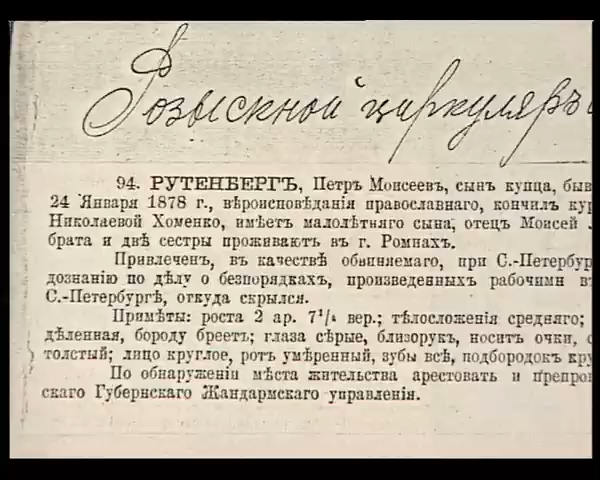 Розыскной циркуляръ
94. РУТЕНБЕРГЪ, Петръ Моисеевъ, сынъ купца, быв
24 Января 1878 г., вѣроисповѣданія православнаго, кончилъ кур
Николаевой Хоменко, имѣетъ малолѣтняго сына, отецъ Моисей
брата и двѣ сестры проживаютъ въ г. Ромнахъ.
Привлеченъ, въ качествѣ обвиняемаго, при С.-Петербур
дознанію по дѣлу о безпорядкахъ, произведенныхъ рабочими въ
С.-Петербургѣ, откуда скрылся.
Примѣты: роста 2 ар. 7¹/₄ вер.; тѣлосложенія средняго;
дѣленная, бороду брѣетъ; глаза сѣрые, близорукъ, носитъ очки,
толстый; лицо круглое, ротъ умѣренный, зубы всѣ, подбородокъ кру
По обнаруженіи мѣста жительства арестовать и препро
скаго Губернскаго Жандармскаго управленія.